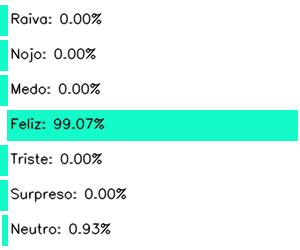 Raiva: 0.00%
Nojo: 0.00%
Medo: 0.00%
Feliz: 99.07%
Triste: 0.00%
Surpreso: 0.00%
Neutro: 0.93%